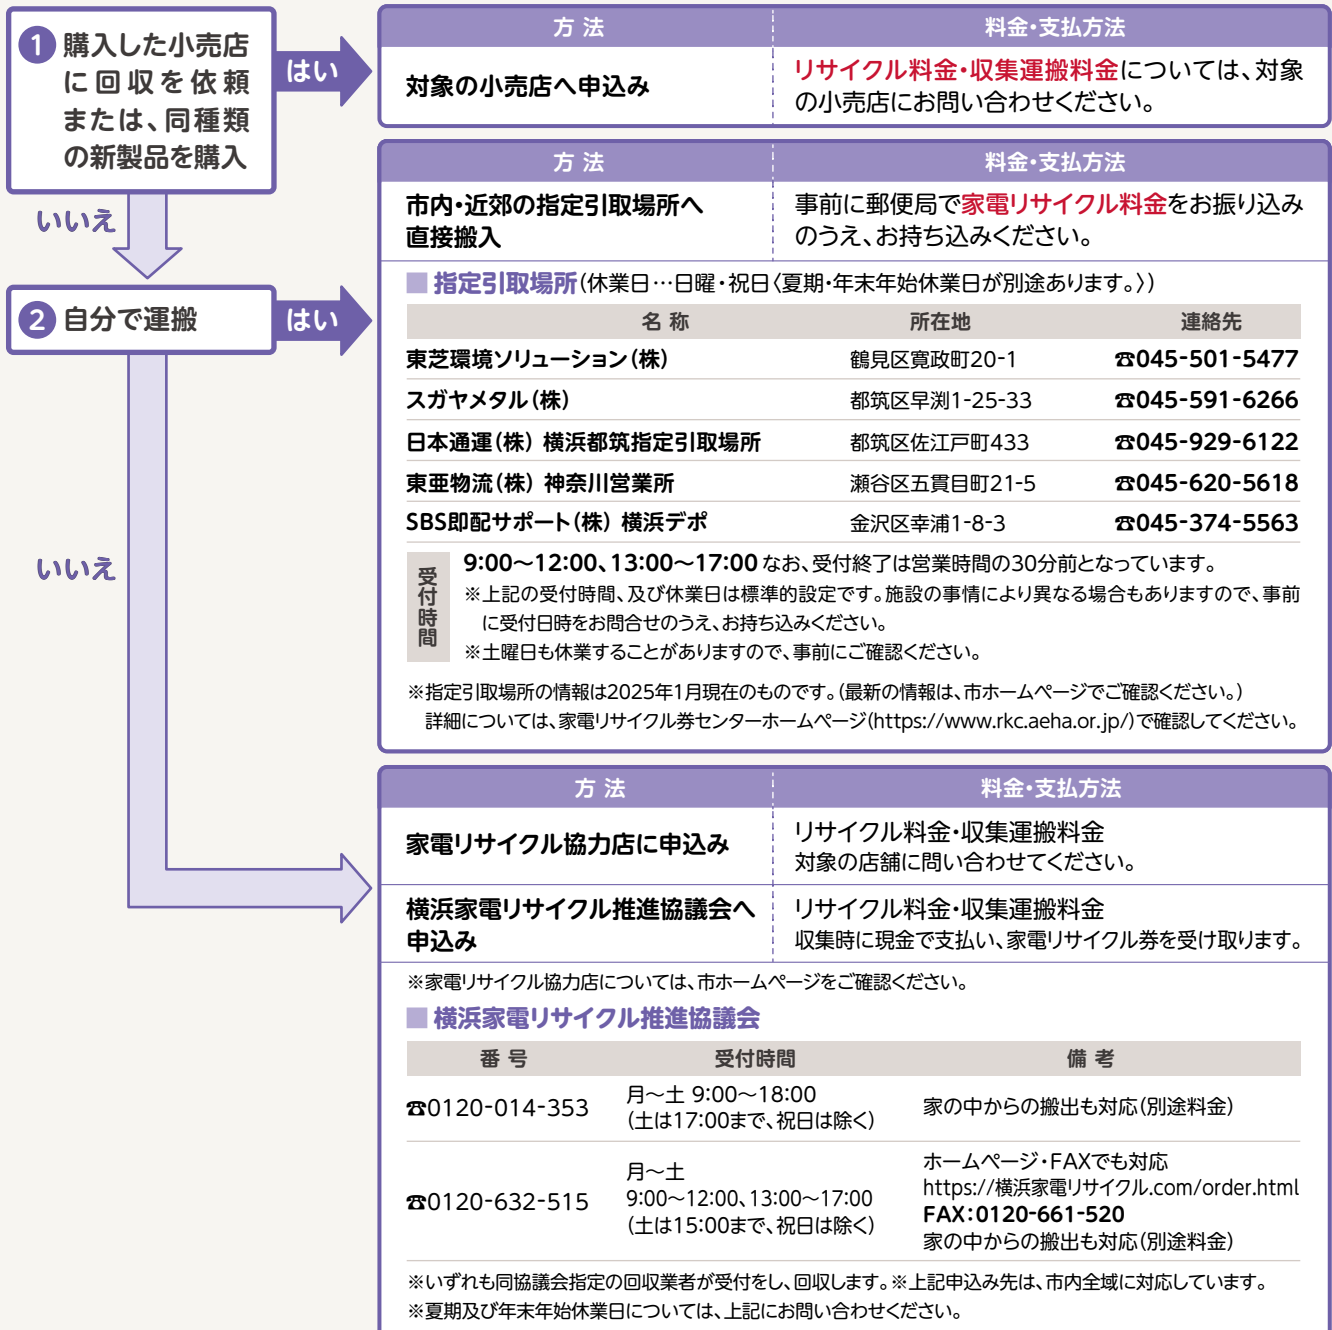 1 購入した小売店
に回収を依頼
または、同種類
の新製品を購入
はい
方 法 料金・支払方法
対象の小売店へ申込み
リサイクル料金・収集運搬料金については、対象
の小売店にお問い合わせください。
いいえ
2 自分で運搬
はい
方 法 料金・支払方法
市内・近郊の指定引取場所へ
直接搬入
事前に郵便局で家電リサイクル料金をお振り込み
のうえ、お持ち込みください。
■ 指定引取場所(休業日…日曜・祝日〈夏期・年末年始休業日が別途あります。〉)
名 称 所在地 連絡先
東芝環境ソリューション(株) 鶴見区寛政町20-1 ☎045-501-5477
スガヤメタル(株) 都筑区早渕1-25-33 ☎045-591-6266
日本通運(株) 横浜都筑指定引取場所 都筑区佐江戸町433 ☎045-929-6122
東亜物流(株) 神奈川営業所 瀬谷区五貫目町21-5 ☎045-620-5618
SBS即配サポート(株) 横浜デポ 金沢区幸浦1-8-3 ☎045-374-5563
受付時間
9:00〜12:00、13:00〜17:00 なお、受付終了は営業時間の30分前となっています。
※上記の受付時間、及び休業日は標準的設定です。施設の事情により異なる場合もありますので、事前
に受付日時をお問合せのうえ、お持ち込みください。
※土曜日も休業することがありますので、事前にご確認ください。
※指定引取場所の情報は2025年1月現在のものです。(最新の情報は、市ホームページでご確認ください。)
詳細については、家電リサイクル券センターホームページ(https://www.rkc.aeha.or.jp/)で確認してください。
いいえ
方 法 料金・支払方法
家電リサイクル協力店に申込み
リサイクル料金・収集運搬料金
対象の店舗に問い合わせてください。
横浜家電リサイクル推進協議会へ
申込み
リサイクル料金・収集運搬料金
収集時に現金で支払い、家電リサイクル券を受け取ります。
※家電リサイクル協力店については、市ホームページをご確認ください。
■ 横浜家電リサイクル推進協議会
番 号 受付時間 備 考
☎0120-014-353
月〜土 9:00〜18:00
(土は17:00まで、祝日は除く)
家の中からの搬出も対応(別途料金)
☎0120-632-515
月〜土
9:00〜12:00、13:00〜17:00
(土は15:00まで、祝日は除く)
ホームページ・FAXでも対応
https://横浜家電リサイクル.com/order.html
FAX:0120-661-520
家の中からの搬出も対応(別途料金)
※いずれも同協議会指定の回収業者が受付をし、回収します。※上記申込み先は、市内全域に対応しています。
※夏期及び年末年始休業日については、上記にお問い合わせください。